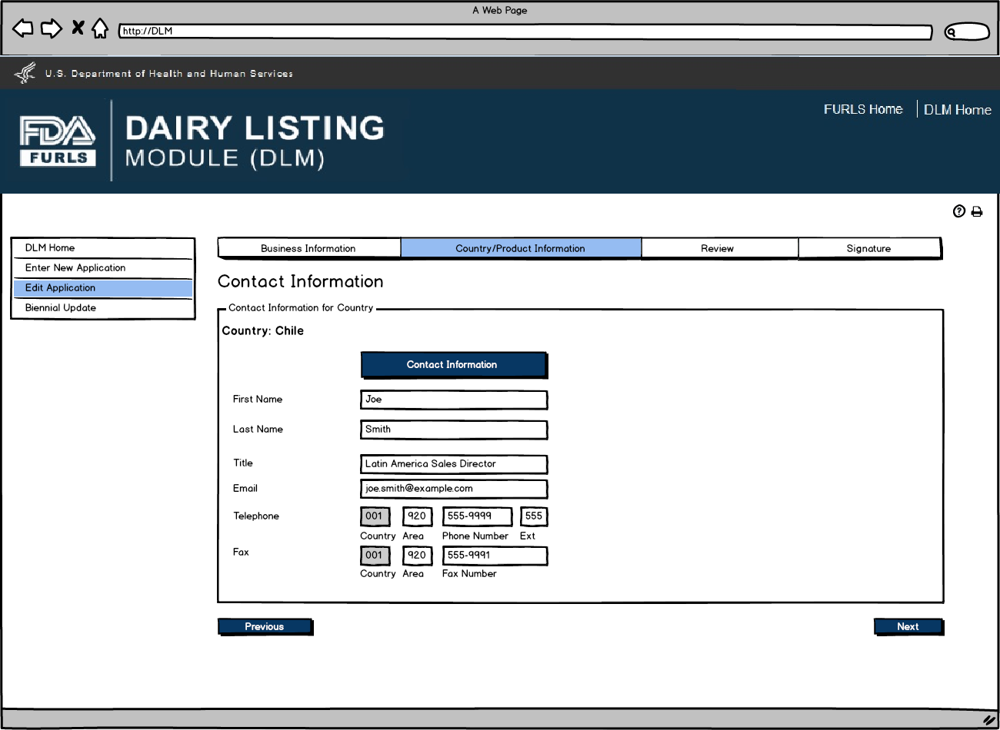 A Web Page
http://DLM
U.S. Department of Health and Human Services
FURLS Home
DLM Home
FDA
FURLS
DAIRY LISTING
MODULE (DLM)
DLM Home
Enter New Application
Edit Application
Biennial Update
Business Information
Country/Product Information
Review
Signature
Contact Information
Contact Information for Country
Country: Chile
Contact Information
First Name
Joe
Last Name
Smith
Title
Latin America Sales Director
Email
joe.smith@example.com
Telephone
001 920 555-9999 555
Country Area Phone Number Ext
Fax
001 920 555-9991
Country Area Fax Number
Previous
Next